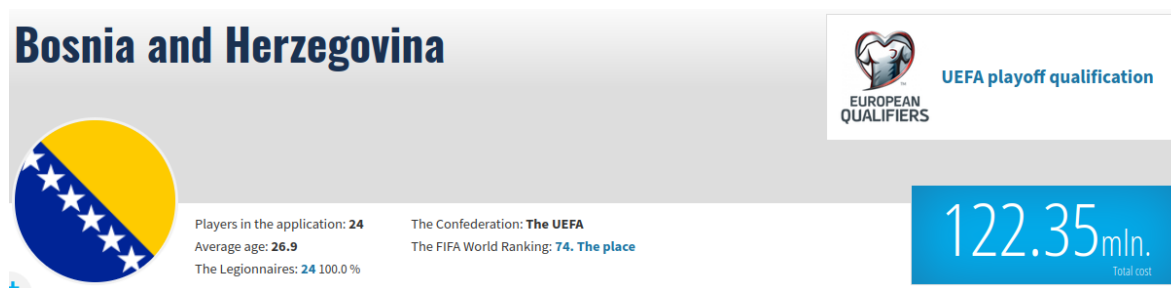 Bosnia and Herzegovina
EUROPEAN
QUALIFIERS
UEFA playoff qualification
Players in the application: 24
Average age: 26.9
The Legionnaires: 24 100.0 %
The Confederation: The UEFA
The FIFA World Ranking: 74. The place
122.35mln.
Total cost